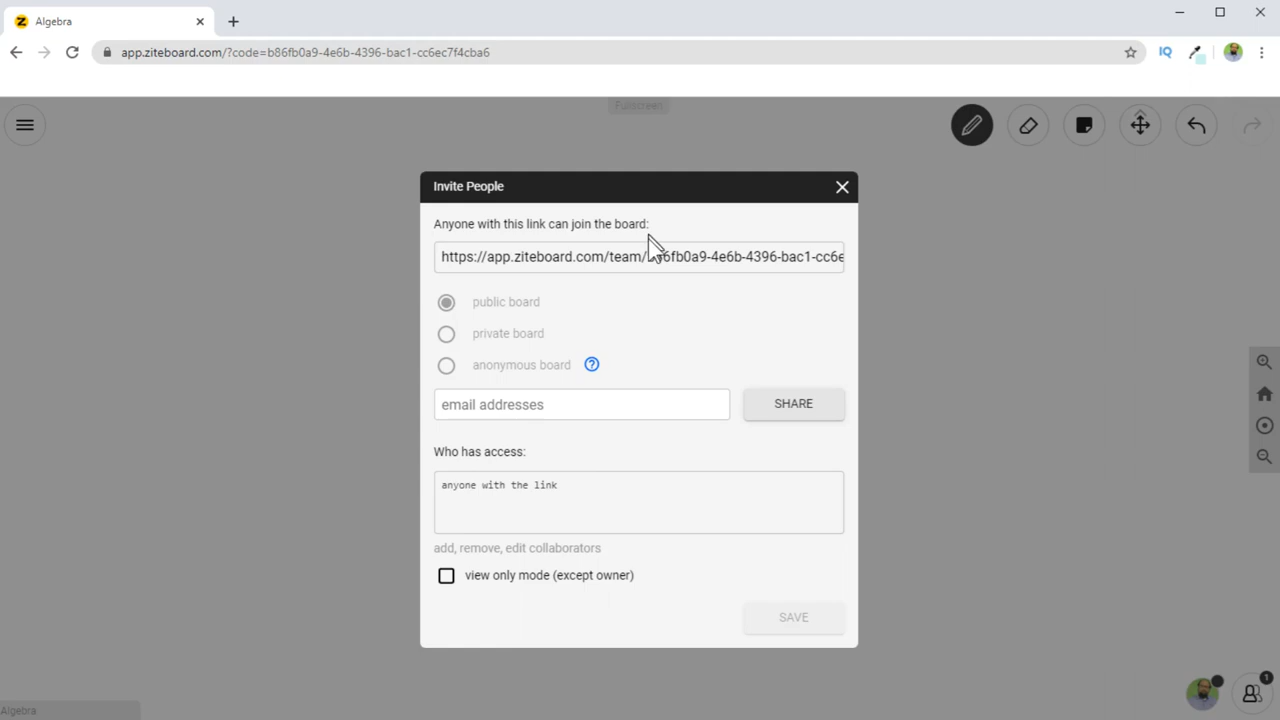 Algebra
app.ziteboard.com/?code=b86fb0a9-4e6b-4396-bac1-cc6ec7f4cba6
IQ
Fullscreen
Invite People
Anyone with this link can join the board:
https://app.ziteboard.com/team/ 6fb0a9-4e6b-4396-bac1-cc6e
public board
private board
anonymous board ?
email addresses SHARE
Who has access:
anyone with the link
add, remove, edit collaborators
view only mode (except owner)
SAVE
1
Algebra